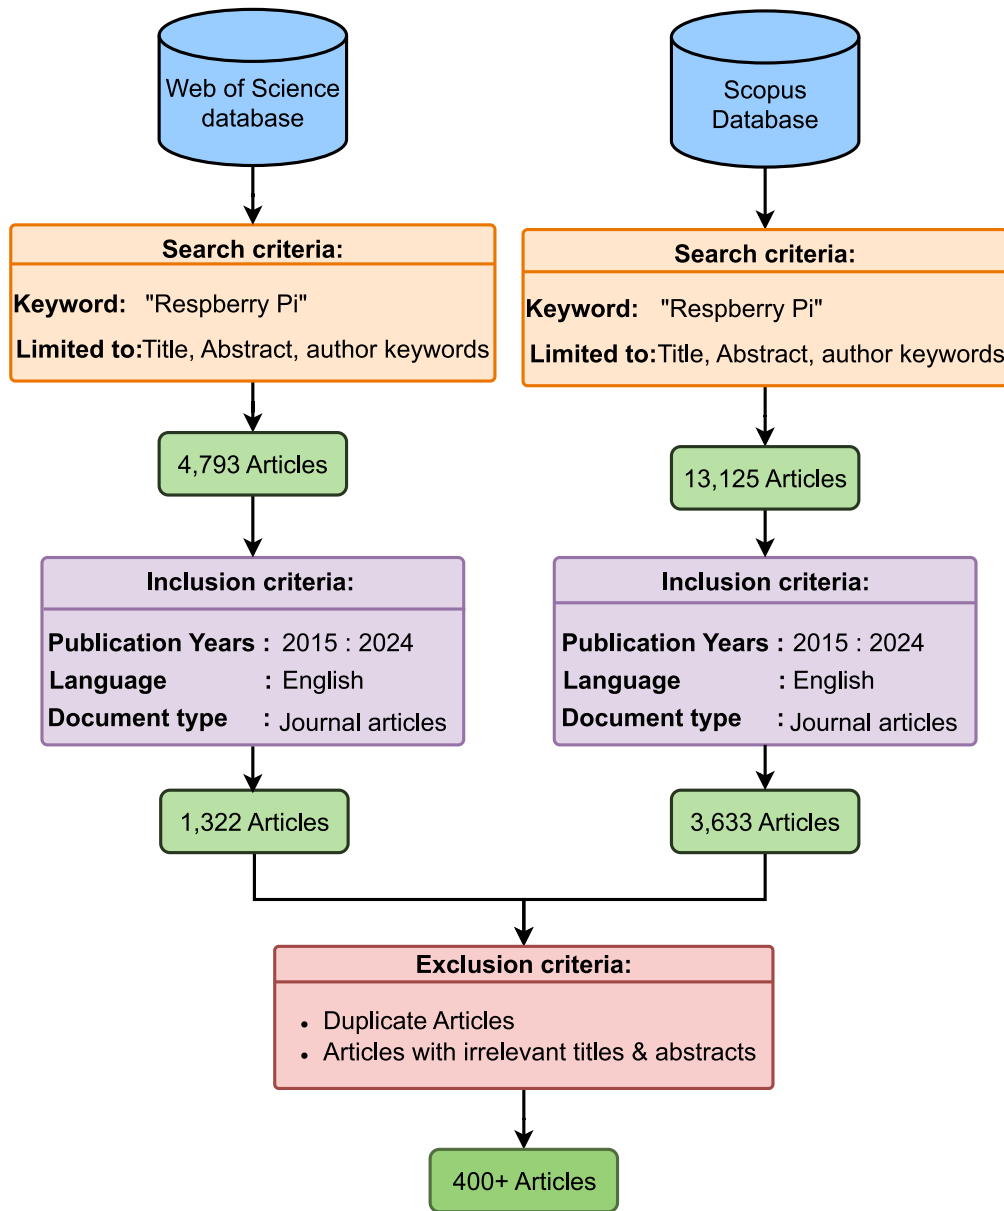 Web of Science
database
Search criteria:
Keyword: "Respberry Pi"
Limited to: Title, Abstract, author keywords
4,793 Articles
Inclusion criteria:
Publication Years : 2015 : 2024
Language : English
Document type : Journal articles
1,322 Articles
Scopus
Database
Search criteria:
Keyword: "Respberry Pi"
Limited to: Title, Abstract, author keywords
13,125 Articles
Inclusion criteria:
Publication Years : 2015 : 2024
Language : English
Document type : Journal articles
3,633 Articles
Exclusion criteria:
• Duplicate Articles
• Articles with irrelevant titles & abstracts
400+ Articles